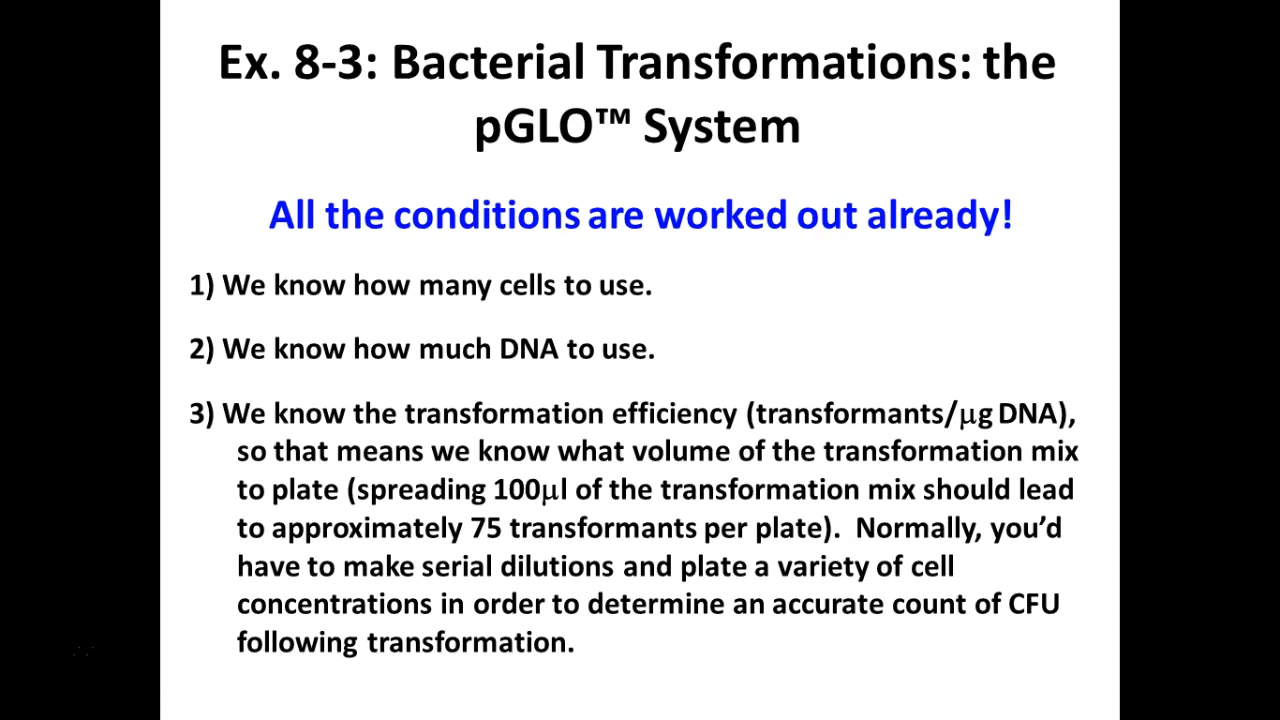 Ex. 8-3: Bacterial Transformations: the
pGLO™ System
All the conditions are worked out already!
1) We know how many cells to use.
2) We know how much DNA to use.
3) We know the transformation efficiency (transformants/μg DNA),
so that means we know what volume of the transformation mix
to plate (spreading 100μl of the transformation mix should lead
to approximately 75 transformants per plate).  Normally, you’d
have to make serial dilutions and plate a variety of cell
concentrations in order to determine an accurate count of CFU
following transformation.